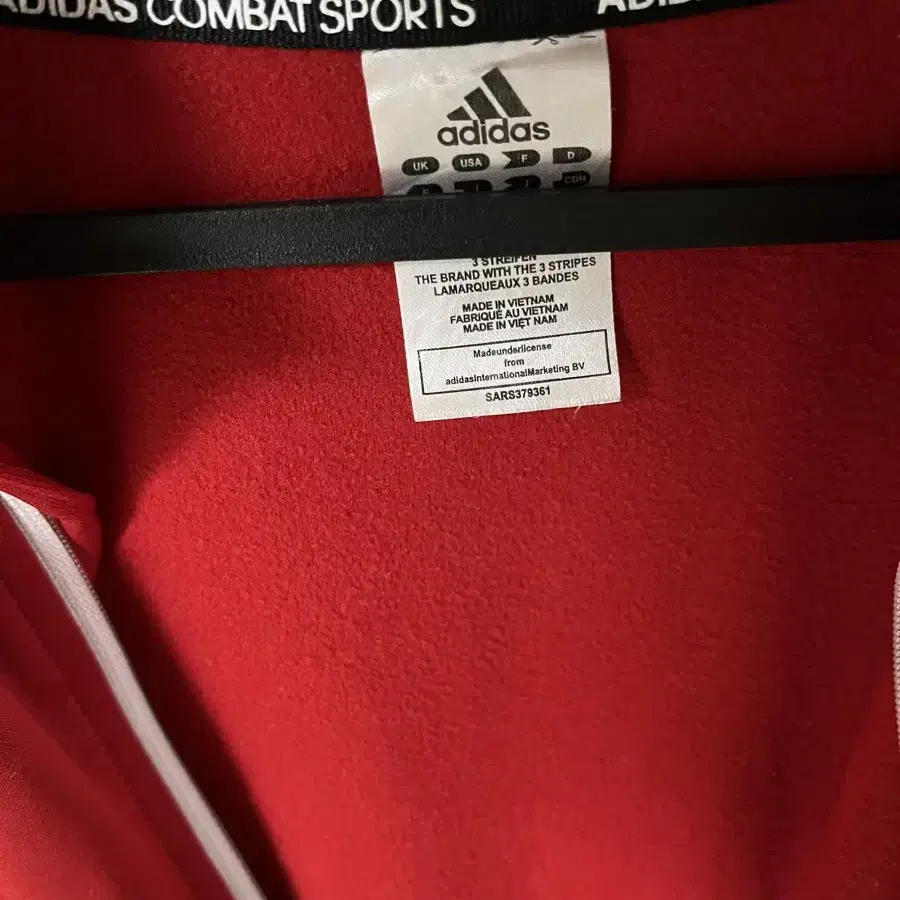 ADIDAS COMBAT SPORTS
adidas
UK USA F D
CDN
3 STREIFEN
THE BRAND WITH THE 3 STRIPES
LAMARQUEAUX 3 BANDES
MADE IN VIETNAM
FABRIQUÉ AU VIETNAM
MADE IN VIỆT NAM
Madeunderlicense
from
adidasInternationalMarketing BV
SARS379361